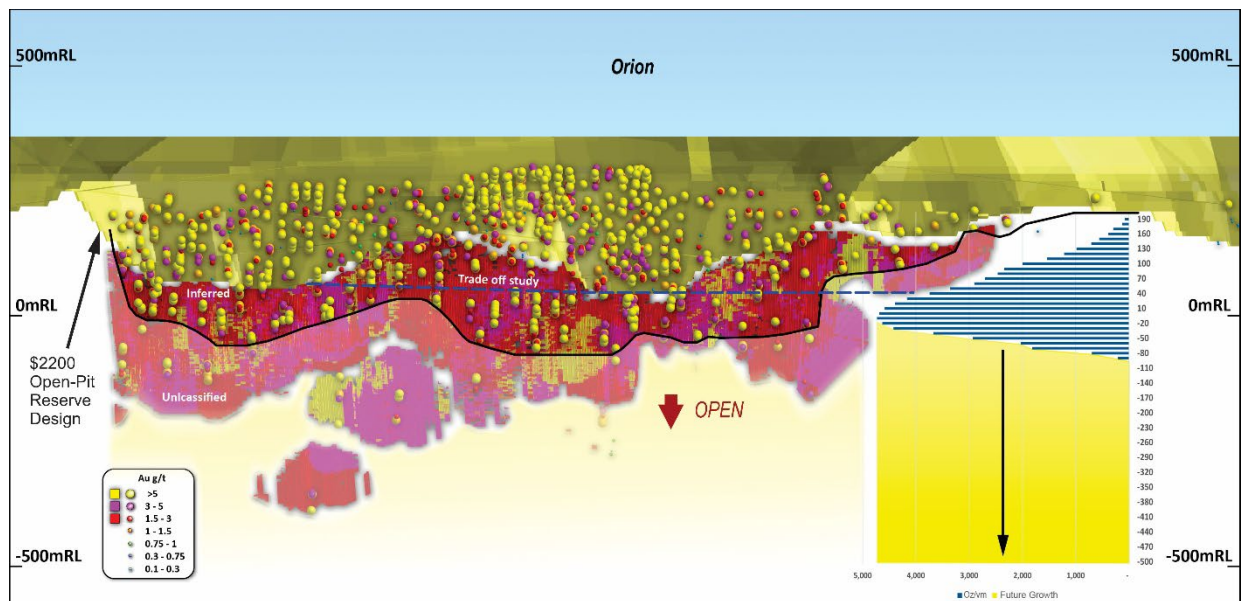 500mRL
500mRL
Orion
0mRL
0mRL
Inferred
Trade off study
Unlcassified
$2200
Open-Pit
Reserve
Design
OPEN
-500mRL
-500mRL
Au g/t
>5
3 - 5
1.5 - 3
1 - 1.5
0.75 - 1
0.3 - 0.75
0.1 - 0.3
190
160
130
100
70
40
10
-20
-50
-80
-110
-140
-170
-200
-230
-260
-290
-320
-350
-380
-410
-440
-470
-500
5,000 4,000 3,000 2,000 1,000 -
Oz/vm Future Growth